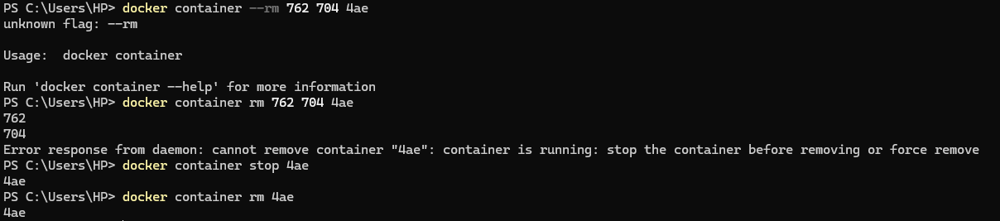 PS C:\Users\HP> docker container --rm 762 704 4ae
unknown flag: --rm
Usage:  docker container
Run 'docker container --help' for more information
PS C:\Users\HP> docker container rm 762 704 4ae
762
704
Error response from daemon: cannot remove container "4ae": container is running: stop the container before removing or force remove
PS C:\Users\HP> docker container stop 4ae
4ae
PS C:\Users\HP> docker container rm 4ae
4ae